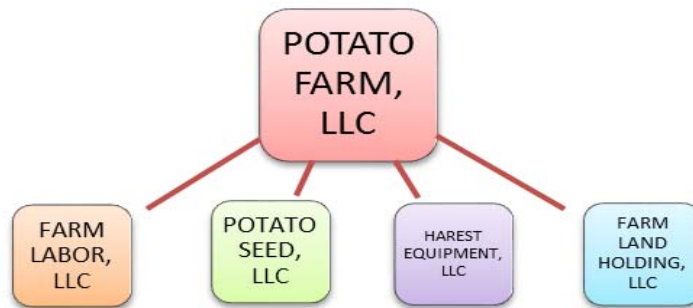 POTATO
FARM,
LLC
FARM
LABOR,
LLC
POTATO
SEED,
LLC
HAREST
EQUIPMENT,
LLC
FARM
LAND
HOLDING,
LLC